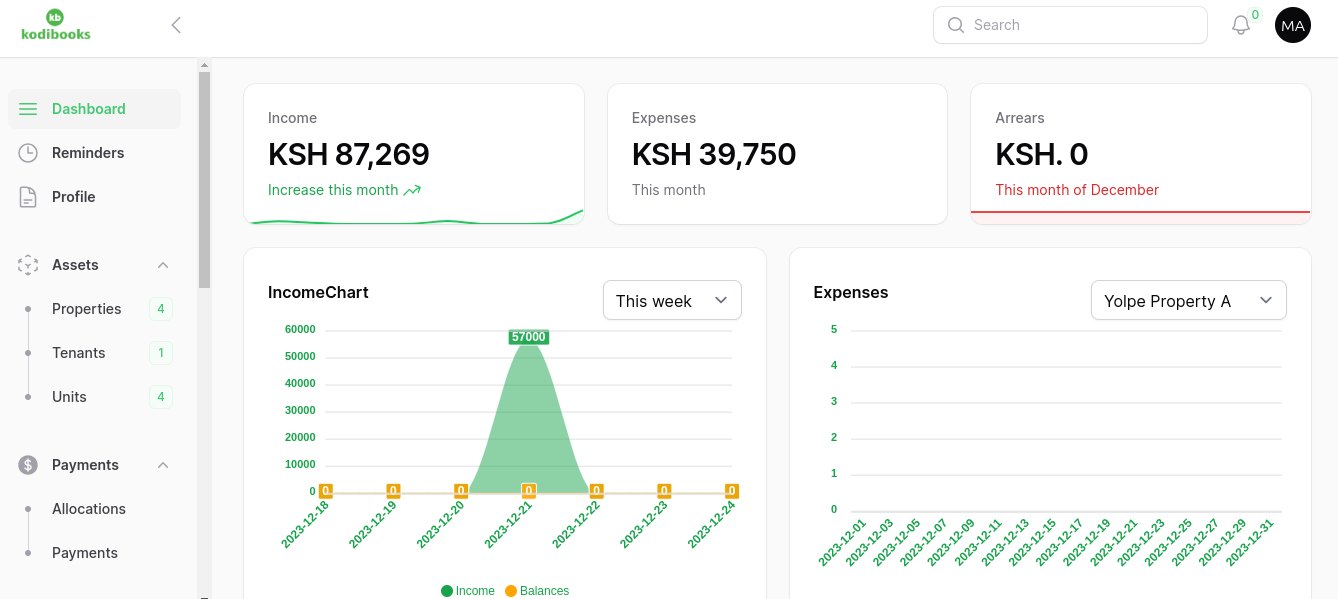 kb
kodibooks
Search
0
MA
Dashboard
Reminders
Profile
Assets
Properties 4
Tenants 1
Units 4
Payments
Allocations
Payments
Income
KSH 87,269
Increase this month
Expenses
KSH 39,750
This month
Arrears
KSH. 0
This month of December
IncomeChart
This week
60000
50000
40000
30000
20000
10000
0
57000
0 0 0 0 0 0 0
2023-12-18 2023-12-19 2023-12-20 2023-12-21 2023-12-22 2023-12-23 2023-12-24
Income Balances
Expenses
Yolpe Property A
5
4
3
2
1
0
2023-12-01 2023-12-03 2023-12-05 2023-12-07 2023-12-09 2023-12-11 2023-12-13 2023-12-15 2023-12-17 2023-12-19 2023-12-21 2023-12-23 2023-12-25 2023-12-27 2023-12-29 2023-12-31